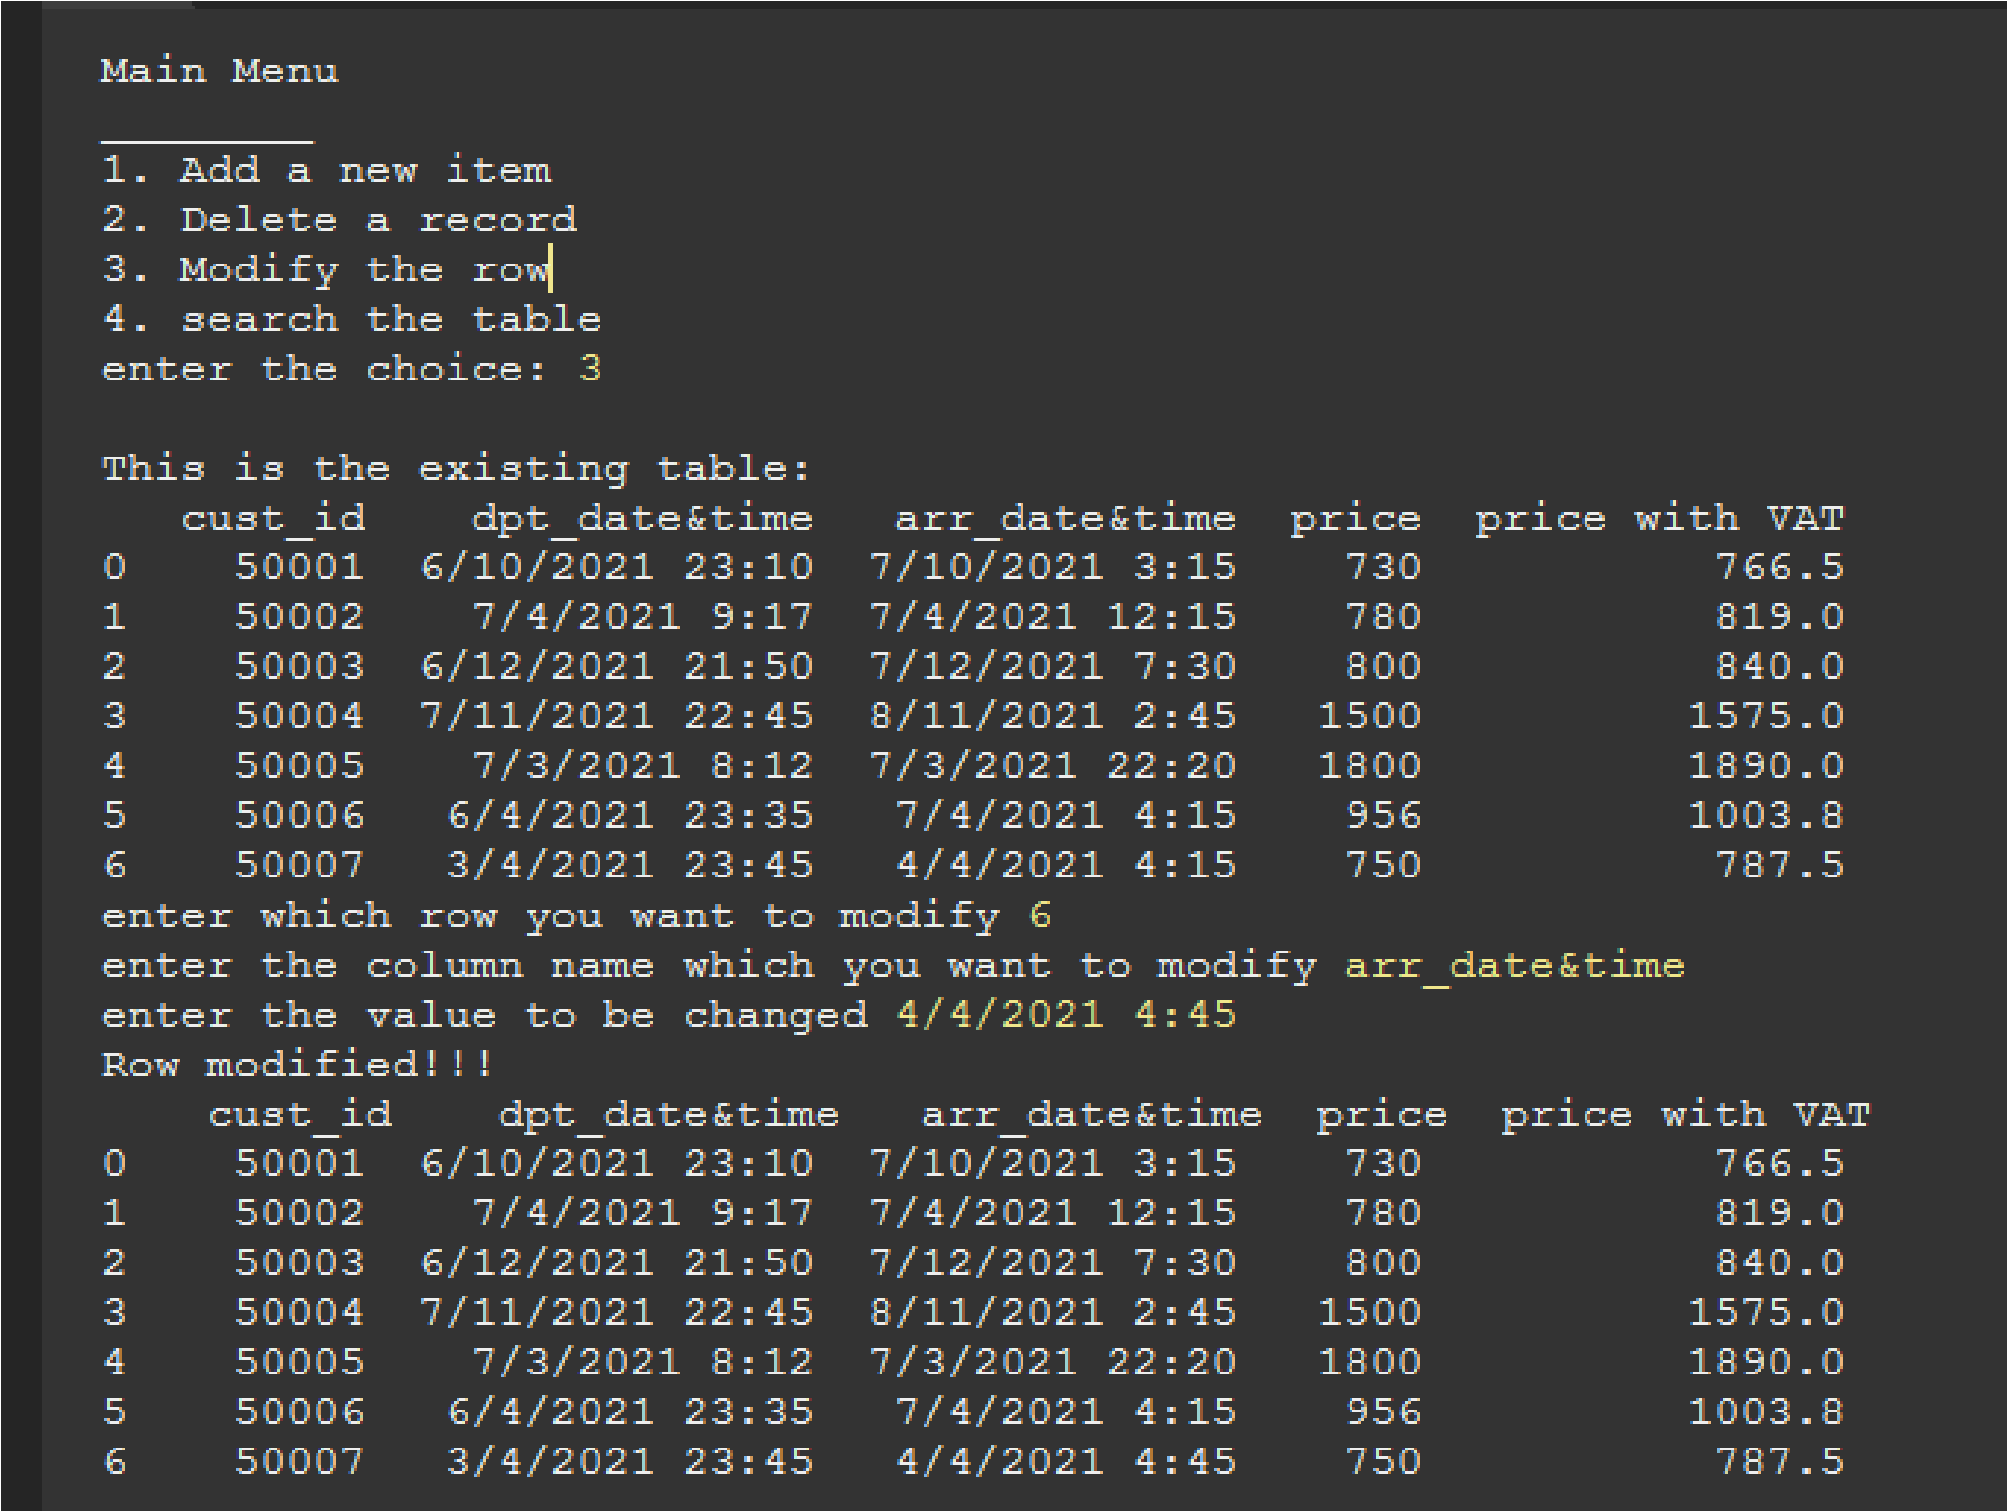 Main Menu
________
1. Add a new item
2. Delete a record
3. Modify the row
4. search the table
enter the choice: 3
This is the existing table:
   cust_id    dpt_date&time   arr_date&time  price  price with VAT
0    50001  6/10/2021 23:10  7/10/2021 3:15    730           766.5
1    50002    7/4/2021 9:17  7/4/2021 12:15    780           819.0
2    50003  6/12/2021 21:50  7/12/2021 7:30    800           840.0
3    50004  7/11/2021 22:45  8/11/2021 2:45   1500          1575.0
4    50005    7/3/2021 8:12  7/3/2021 22:20   1800          1890.0
5    50006   6/4/2021 23:35   7/4/2021 4:15    956          1003.8
6    50007   3/4/2021 23:45   4/4/2021 4:15    750           787.5
enter which row you want to modify 6
enter the column name which you want to modify arr_date&time
enter the value to be changed 4/4/2021 4:45
Row modified!!!
    cust_id    dpt_date&time   arr_date&time  price  price with VAT
0    50001  6/10/2021 23:10  7/10/2021 3:15    730           766.5
1    50002    7/4/2021 9:17  7/4/2021 12:15    780           819.0
2    50003  6/12/2021 21:50  7/12/2021 7:30    800           840.0
3    50004  7/11/2021 22:45  8/11/2021 2:45   1500          1575.0
4    50005    7/3/2021 8:12  7/3/2021 22:20   1800          1890.0
5    50006   6/4/2021 23:35   7/4/2021 4:15    956          1003.8
6    50007   3/4/2021 23:45   4/4/2021 4:45    750           787.5